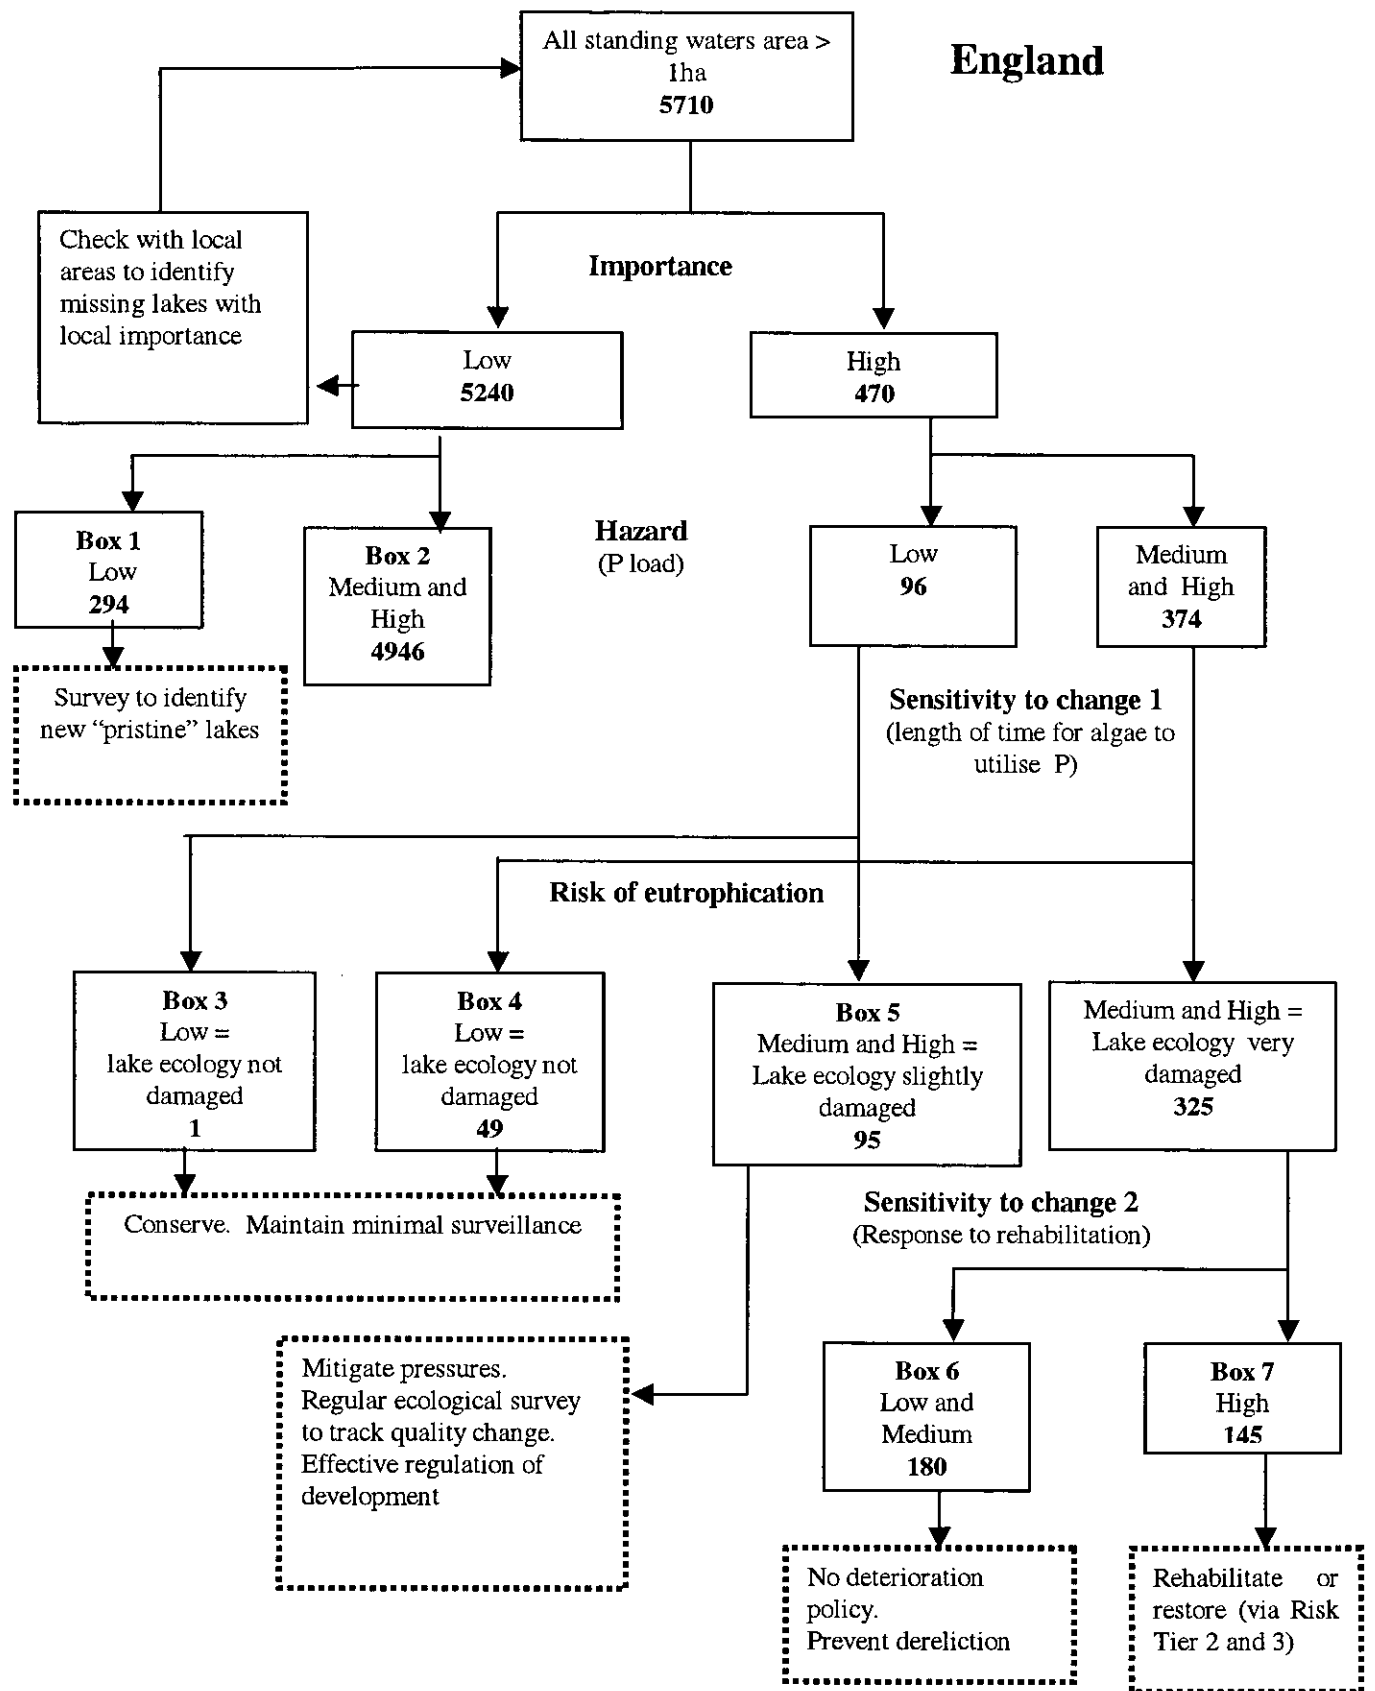 England
All standing waters area >
1ha
5710
Check with local
areas to identify
missing lakes with
local importance
Importance
Low
5240
High
470
Box 1
Low
294
Box 2
Medium and
High
4946
Hazard
(P load)
Low
96
Medium
and High
374
Survey to identify
new “pristine” lakes
Sensitivity to change 1
(length of time for algae to
utilise P)
Risk of eutrophication
Box 3
Low =
lake ecology not
damaged
1
Box 4
Low =
lake ecology not
damaged
49
Box 5
Medium and High =
Lake ecology slightly
damaged
95
Medium and High =
Lake ecology very
damaged
325
Conserve. Maintain minimal surveillance
Sensitivity to change 2
(Response to rehabilitation)
Mitigate pressures.
Regular ecological survey
to track quality change.
Effective regulation of
development
Box 6
Low and
Medium
180
Box 7
High
145
No deterioration
policy.
Prevent dereliction
Rehabilitate or
restore (via Risk
Tier 2 and 3)